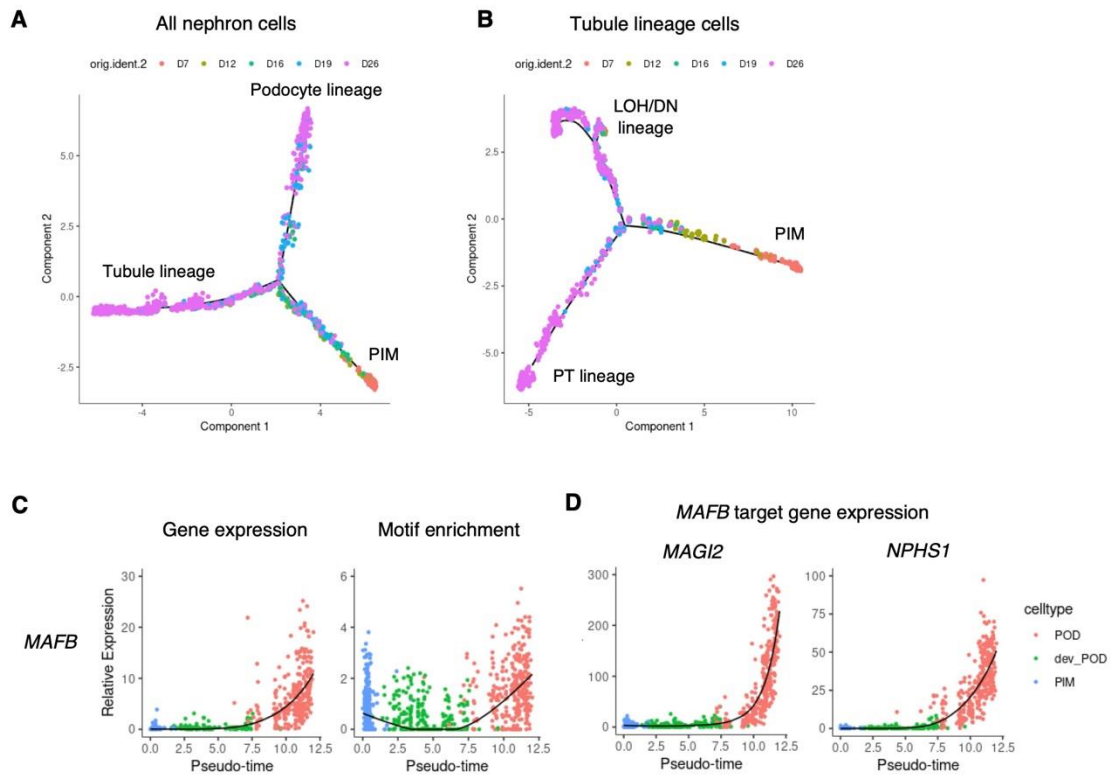 A
All nephron cells
orig.ident.2 D7 D12 D16 D19 D26
Podocyte lineage
Tubule lineage
PIM
5.0
2.5
0.0
-2.5
Component 2
-4 0 4
Component 1
B
Tubule lineage cells
orig.ident.2 D7 D12 D16 D19 D26
LOH/DN
lineage
PIM
PT lineage
2.5
0.0
-2.5
-5.0
Component 2
-5 0 5 10
Component 1
C
Gene expression
Motif enrichment
MAFB
Relative Expression
30
20
10
0
0.0 2.5 5.0 7.5 10.0 12.5
Pseudo-time
6
4
2
0
0.0 2.5 5.0 7.5 10.0 12.5
Pseudo-time
D
MAFB target gene expression
MAGI2
NPHS1
300
200
100
0
0.0 2.5 5.0 7.5 10.0 12.5
Pseudo-time
100
75
50
25
0
0.0 2.5 5.0 7.5 10.0 12.5
Pseudo-time
celltype
POD
dev_POD
PIM